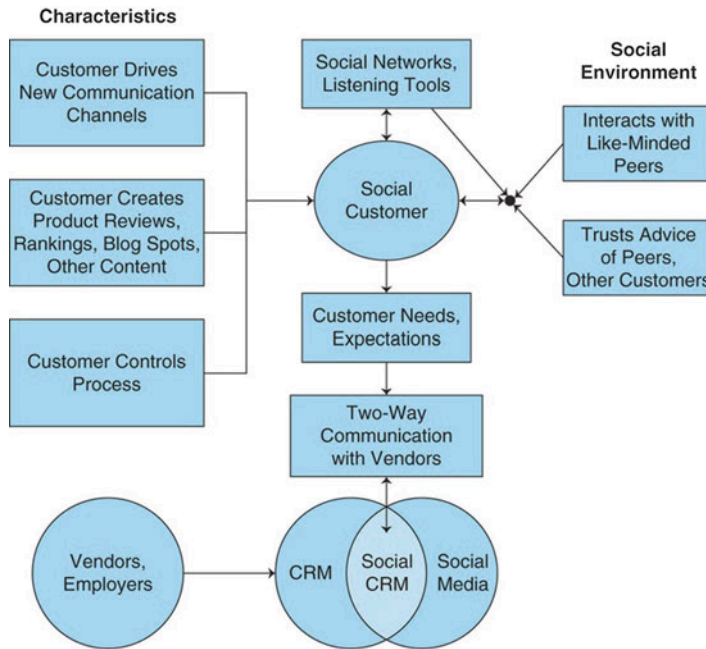 Characteristics
Customer Drives
New Communication
Channels
Customer Creates
Product Reviews,
Rankings, Blog Spots,
Other Content
Customer Controls
Process
Social Networks,
Listening Tools
Social
Customer
Customer Needs,
Expectations
Two-Way
Communication
with Vendors
Social
Environment
Interacts with
Like-Minded
Peers
Trusts Advice
of Peers,
Other Customers
Vendors,
Employers
CRM
Social
CRM
Social
Media